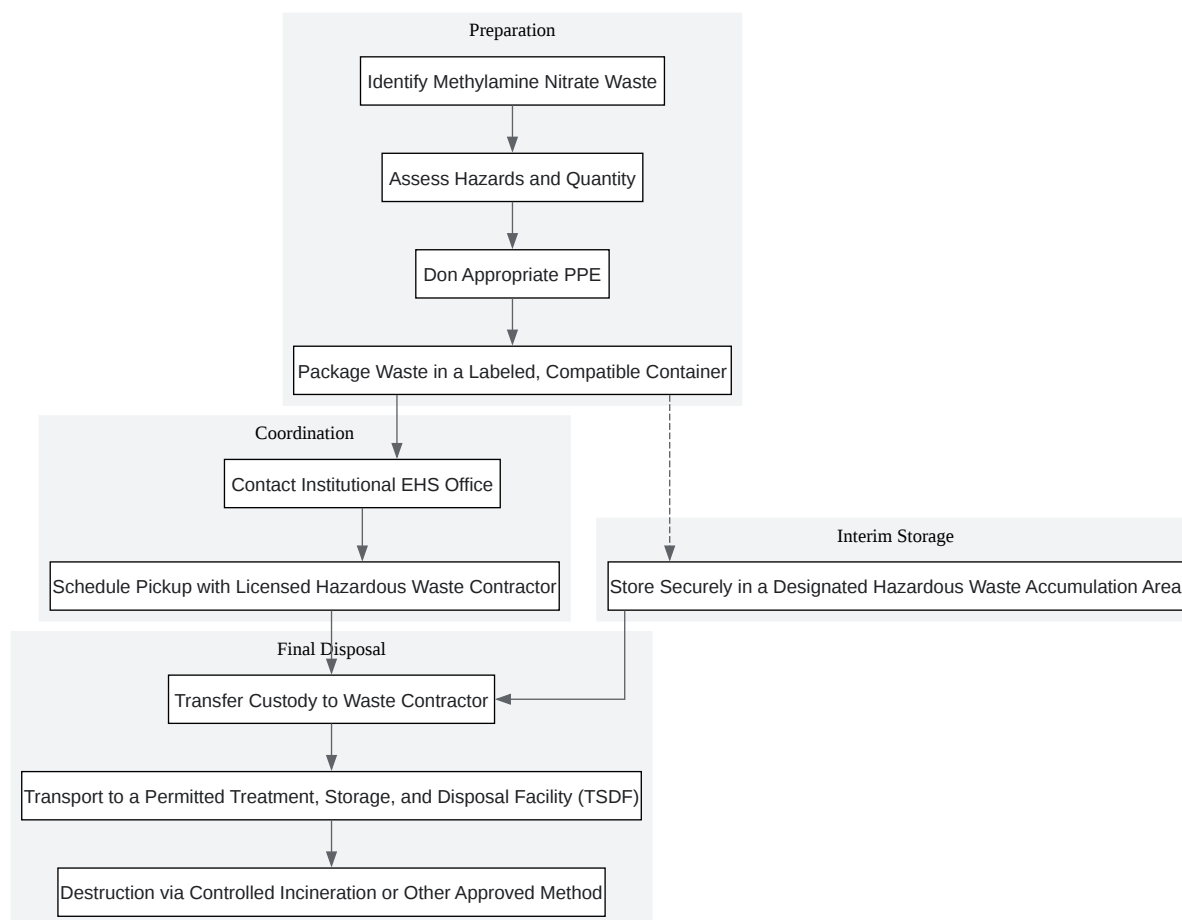 Preparation
Identify Methylamine Nitrate Waste
Assess Hazards and Quantity
Don Appropriate PPE
Package Waste in a Labeled, Compatible Container
Coordination
Contact Institutional EHS Office
Schedule Pickup with Licensed Hazardous Waste Contractor
Interim Storage
Store Securely in a Designated Hazardous Waste Accumulation Area
Final Disposal
Transfer Custody to Waste Contractor
Transport to a Permitted Treatment, Storage, and Disposal Facility (TSDF)
Destruction via Controlled Incineration or Other Approved Method